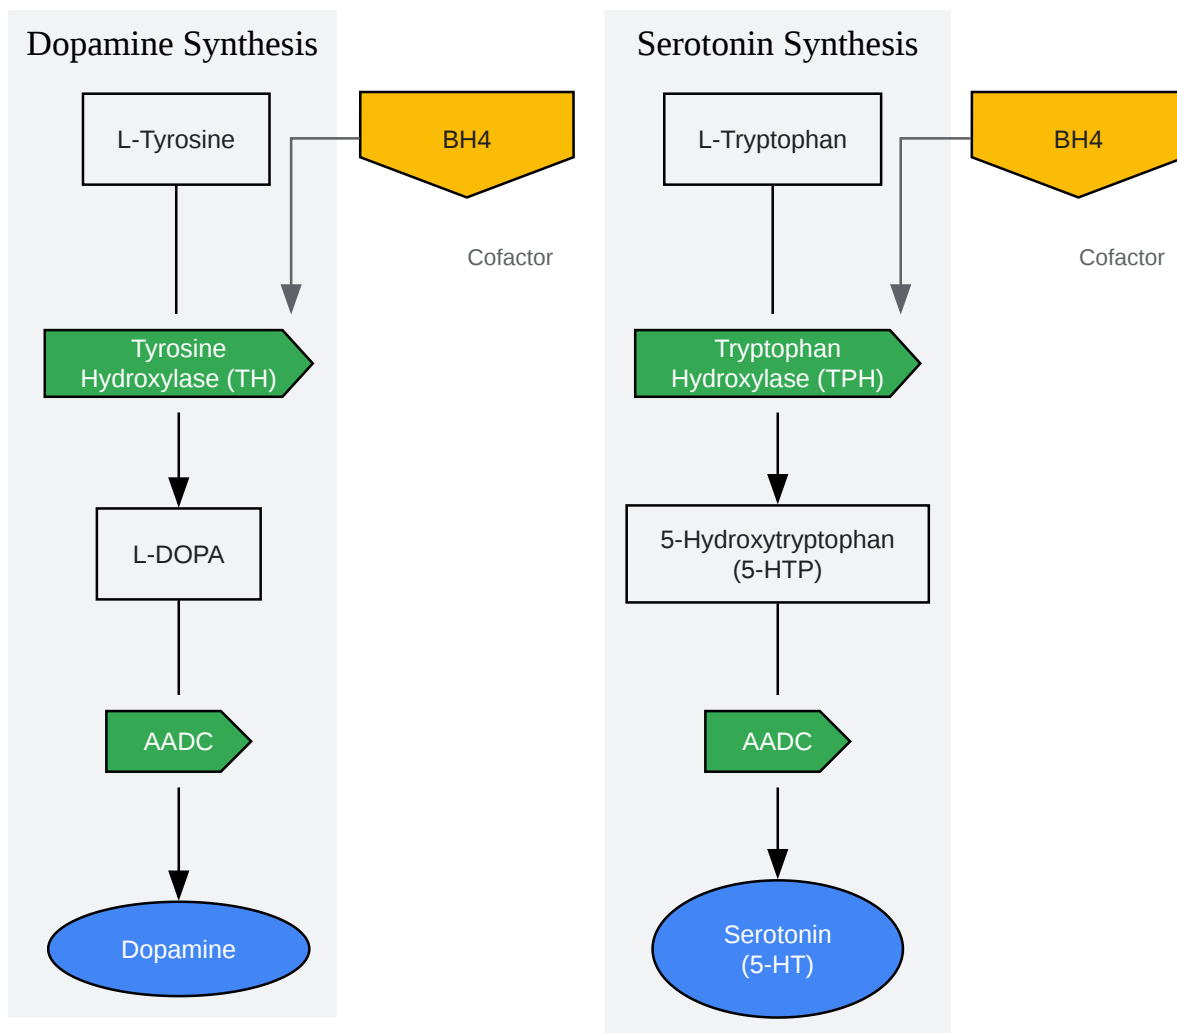 Dopamine Synthesis
L-Tyrosine
BH4
Cofactor
Tyrosine
Hydroxylase (TH)
L-DOPA
AADC
Dopamine
Serotonin Synthesis
L-Tryptophan
BH4
Cofactor
Tryptophan
Hydroxylase (TPH)
5-Hydroxytryptophan
(5-HTP)
AADC
Serotonin
(5-HT)